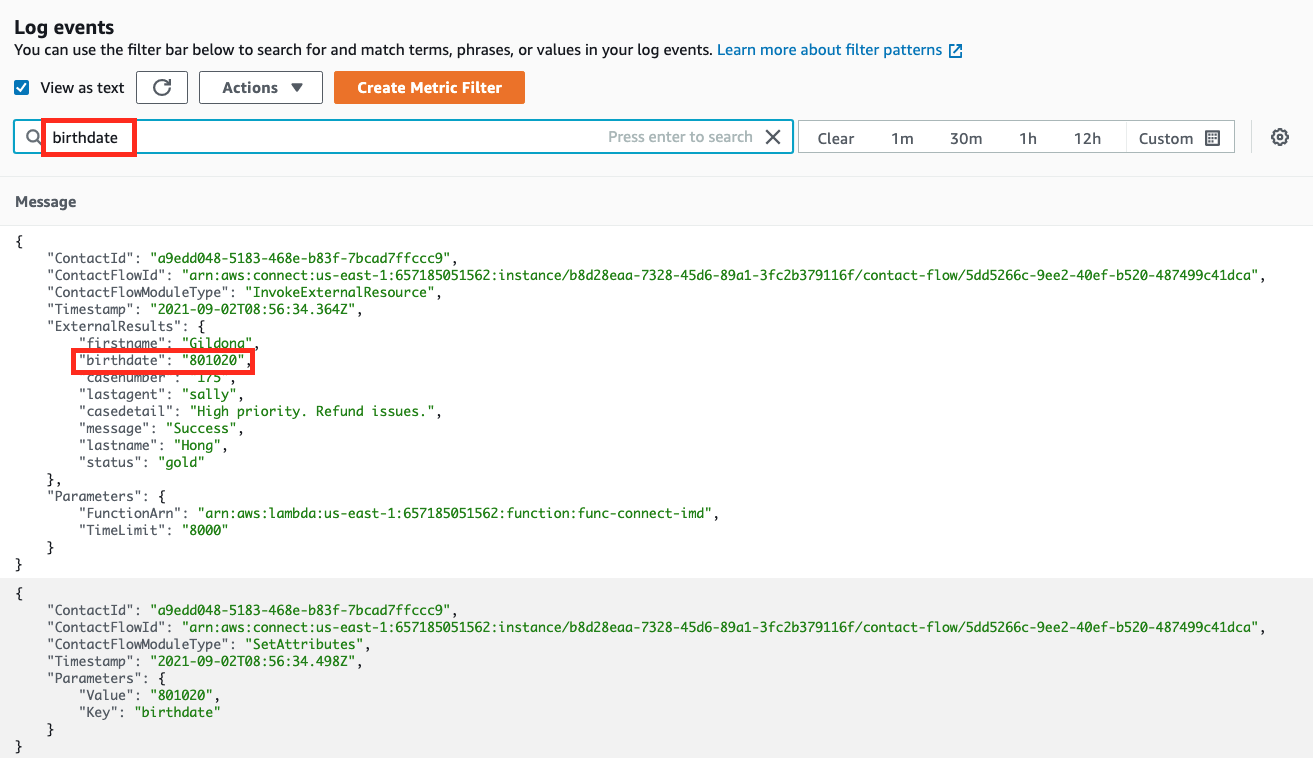 Log events
You can use the filter bar below to search for and match terms, phrases, or values in your log events. Learn more about filter patterns
View as text Actions Create Metric Filter
birthdate Press enter to search Clear 1m 30m 1h 12h Custom
Message
{
"ContactId": "a9edd048-5183-468e-b83f-7bcad7ffccc9",
"ContactFlowId": "arn:aws:connect:us-east-1:657185051562:instance/b8d28eaa-7328-45d6-89a1-3fc2b379116f/contact-flow/5dd5266c-9ee2-40ef-b520-487499c41dca",
"ContactFlowModuleType": "InvokeExternalResource",
"Timestamp": "2021-09-02T08:56:34.364Z",
"ExternalResults": {
"firstname": "Gildong",
"birthdate": "801020",
"casenumber": "175",
"lastagent": "sally",
"casedetail": "High priority. Refund issues.",
"message": "Success",
"lastname": "Hong",
"status": "gold"
},
"Parameters": {
"FunctionArn": "arn:aws:lambda:us-east-1:657185051562:function:func-connect-imd",
"TimeLimit": "8000"
}
}
{
"ContactId": "a9edd048-5183-468e-b83f-7bcad7ffccc9",
"ContactFlowId": "arn:aws:connect:us-east-1:657185051562:instance/b8d28eaa-7328-45d6-89a1-3fc2b379116f/contact-flow/5dd5266c-9ee2-40ef-b520-487499c41dca",
"ContactFlowModuleType": "SetAttributes",
"Timestamp": "2021-09-02T08:56:34.498Z",
"Parameters": {
"Value": "801020",
"Key": "birthdate"
}
}